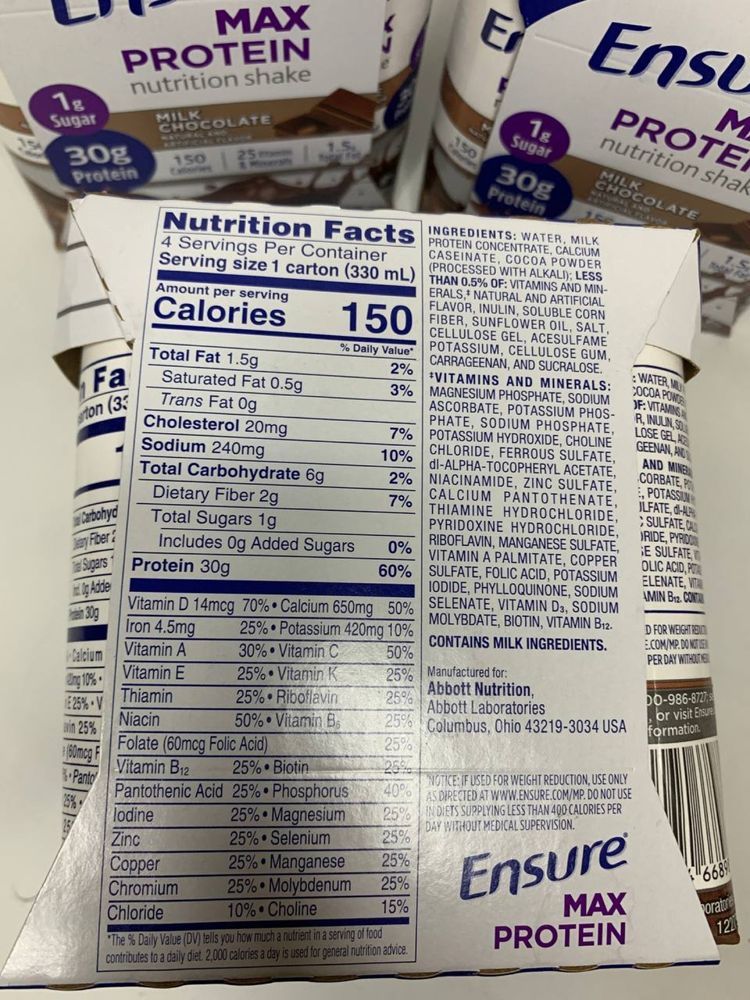 MAX
PROTEIN
nutrition shake
1g
Sugar
MILK
CHOCOLATE
30g
Protein
150
Calories
25
1.5g
Ensu
PROTEI
nutrition shak
1g
Sugar
MILK
CHOCOLATE
30g
Protein
150
Nutrition Facts
4 Servings Per Container
Serving size 1 carton (330 mL)
Amount per serving
Calories 150
% Daily Value*
Total Fat 1.5g 2%
Saturated Fat 0.5g 3%
Trans Fat 0g
Cholesterol 20mg 7%
Sodium 240mg 10%
Total Carbohydrate 6g 2%
Dietary Fiber 2g 7%
Total Sugars 1g
Includes 0g Added Sugars 0%
Protein 30g 60%
Vitamin D 14mcg 70% • Calcium 650mg 50%
Iron 4.5mg 25% • Potassium 420mg 10%
Vitamin A 30% • Vitamin C 50%
Vitamin E 25% • Vitamin K 25%
Thiamin 25% • Riboflavin 25%
Niacin 50% • Vitamin B6 25%
Folate (60mcg Folic Acid) 25%
Vitamin B12 25% • Biotin 25%
Pantothenic Acid 25% • Phosphorus 40%
Iodine 25% • Magnesium 25%
Zinc 25% • Selenium 25%
Copper 25% • Manganese 25%
Chromium 25% • Molybdenum 25%
Chloride 10% • Choline 15%
*The % Daily Value (DV) tells you how much a nutrient in a serving of food
contributes to a daily diet. 2,000 calories a day is used for general nutrition advice.
INGREDIENTS: WATER, MILK
PROTEIN CONCENTRATE, CALCIUM
CASEINATE, COCOA POWDER
(PROCESSED WITH ALKALI); LESS
THAN 0.5% OF: VITAMINS AND MIN-
ERALS,‡ NATURAL AND ARTIFICIAL
FLAVOR, INULIN, SOLUBLE CORN
FIBER, SUNFLOWER OIL, SALT,
CELLULOSE GEL, ACESULFAME
POTASSIUM, CELLULOSE GUM,
CARRAGEENAN, AND SUCRALOSE.
‡VITAMINS AND MINERALS:
MAGNESIUM PHOSPHATE, SODIUM
ASCORBATE, POTASSIUM PHOS-
PHATE, SODIUM PHOSPHATE,
POTASSIUM HYDROXIDE, CHOLINE
CHLORIDE, FERROUS SULFATE,
dl-ALPHA-TOCOPHERYL ACETATE,
NIACINAMIDE, ZINC SULFATE,
CALCIUM PANTOTHENATE,
THIAMINE HYDROCHLORIDE,
PYRIDOXINE HYDROCHLORIDE,
RIBOFLAVIN, MANGANESE SULFATE,
VITAMIN A PALMITATE, COPPER
SULFATE, FOLIC ACID, POTASSIUM
IODIDE, PHYLLOQUINONE, SODIUM
SELENATE, VITAMIN D3, SODIUM
MOLYBDATE, BIOTIN, VITAMIN B12.
CONTAINS MILK INGREDIENTS.
Manufactured for:
Abbott Nutrition,
Abbott Laboratories
Columbus, Ohio 43219-3034 USA
NOTICE: IF USED FOR WEIGHT REDUCTION, USE ONLY
AS DIRECTED AT WWW.ENSURE.COM/MP. DO NOT USE
IN DIETS SUPPLYING LESS THAN 400 CALORIES PER
DAY WITHOUT MEDICAL SUPERVISION.
Ensure®
MAX
PROTEIN